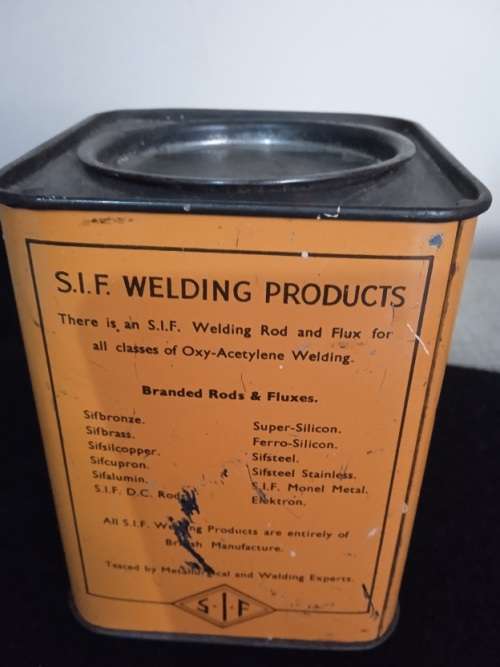 S.I.F. WELDING PRODUCTS
There is an S.I.F. Welding Rod and Flux for
all classes of Oxy-Acetylene Welding.
Branded Rods & Fluxes.
Sifbronze.
Sifbrass.
Sifsilcopper.
Sifcupron.
Sifalumin.
S.I.F. D.C. Rods
Super-Silicon.
Ferro-Silicon.
Sifsteel.
Sifsteel Stainless.
S.I.F. Monel Metal.
Elektron.
All S.I.F. Products are entirely of
Manufacture.
Tested by and Welding Experts.
S·I·F